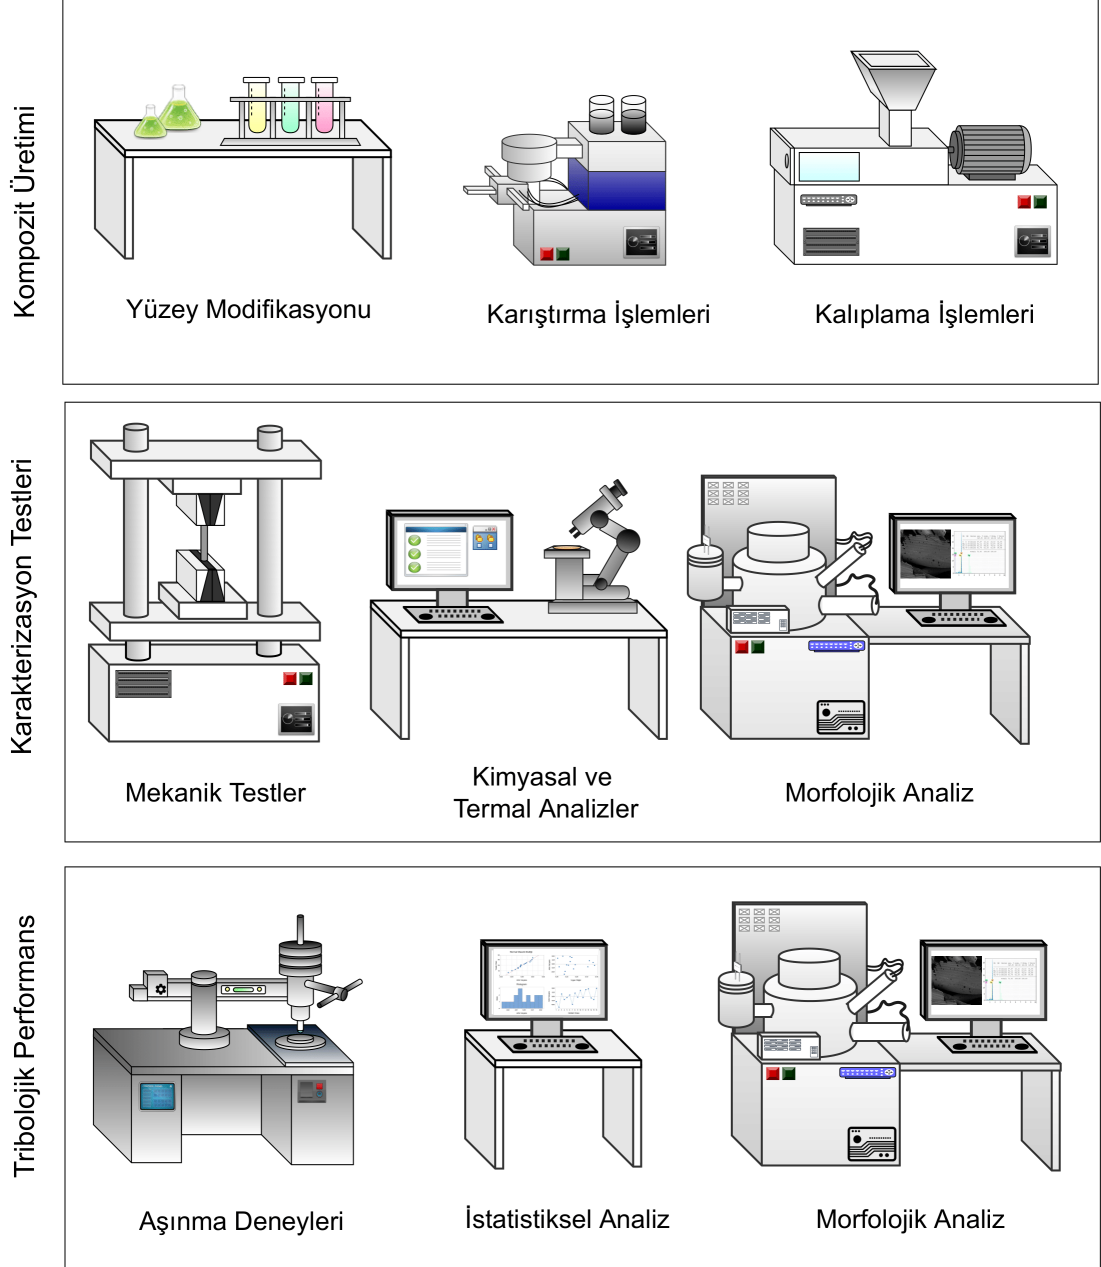 Kompozit Üretimi
Yüzey Modifikasyonu
Karıştırma İşlemleri
Kalıplama İşlemleri
Karakterizasyon Testleri
Mekanik Testler
Kimyasal ve
Termal Analizler
Morfolojik Analiz
Tribolojik Performans
Aşınma Deneyleri
İstatistiksel Analiz
Morfolojik Analiz